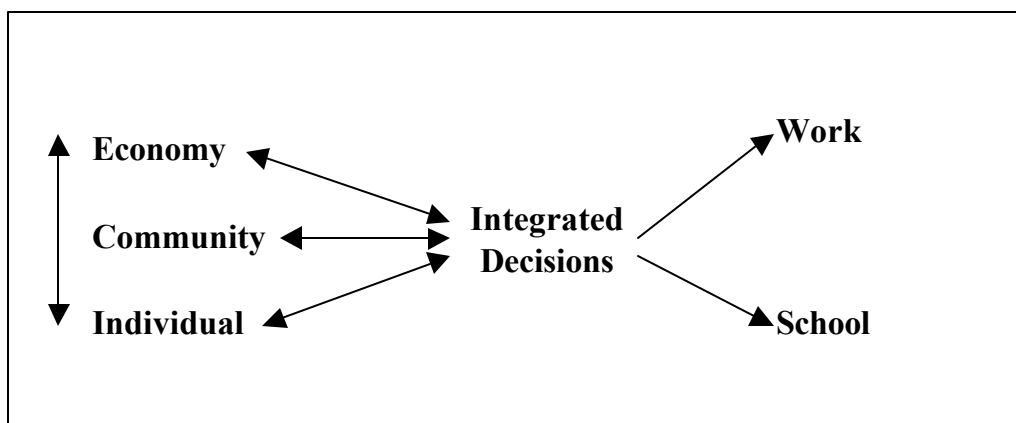 Economy
Community
Individual
Integrated
Decisions
Work
School